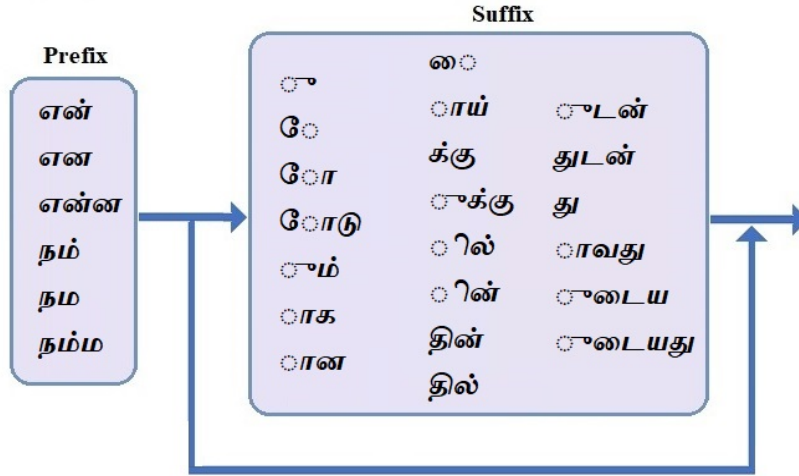 Prefix
என்
என
என்ன
நம்
நம
நம்ம
Suffix
ு
ே
ோ
ோடு
ும்
ாக
ான
ை
ாய்
க்கு
ுக்கு
ில்
ின்
தின்
தில்
ுடன்
துடன்
து
ாவது
ுடைய
ுடையது